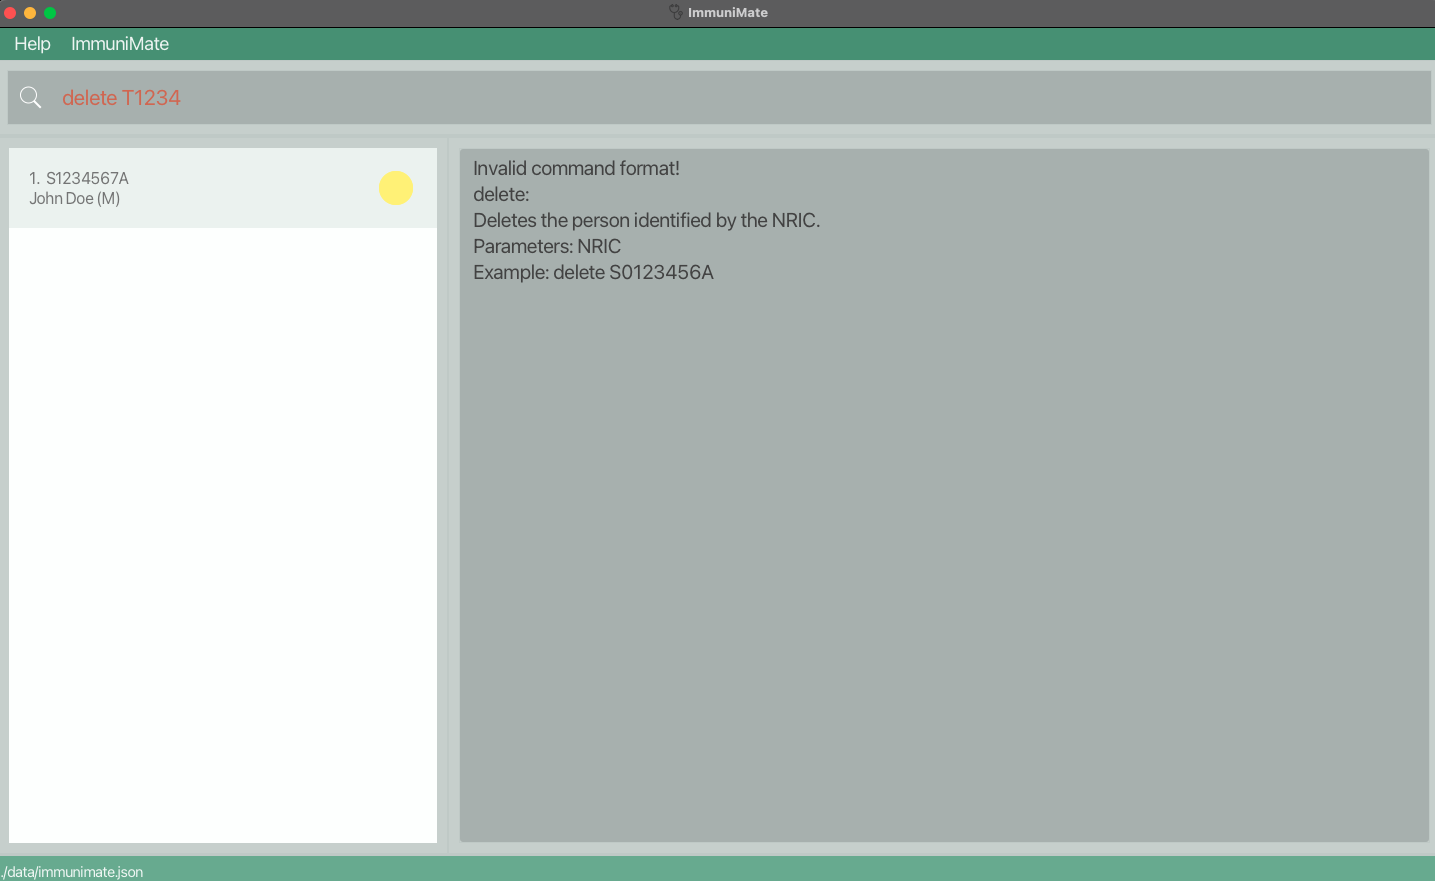 ImmuniMate
Help ImmuniMate
delete T1234
1. S1234567A
John Doe (M)
Invalid command format!
delete:
Deletes the person identified by the NRIC.
Parameters: NRIC
Example: delete S0123456A
./data/immunimate.json